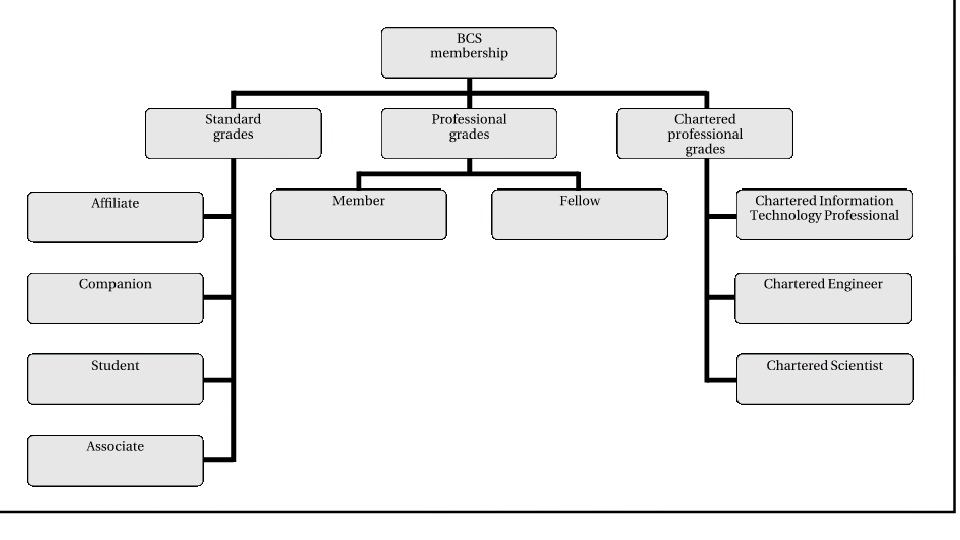 BCS
membership
Standard
grades
Professional
grades
Chartered
professional
grades
Affiliate
Member
Fellow
Chartered Information
Technology Professional
Companion
Chartered Engineer
Student
Chartered Scientist
Associate